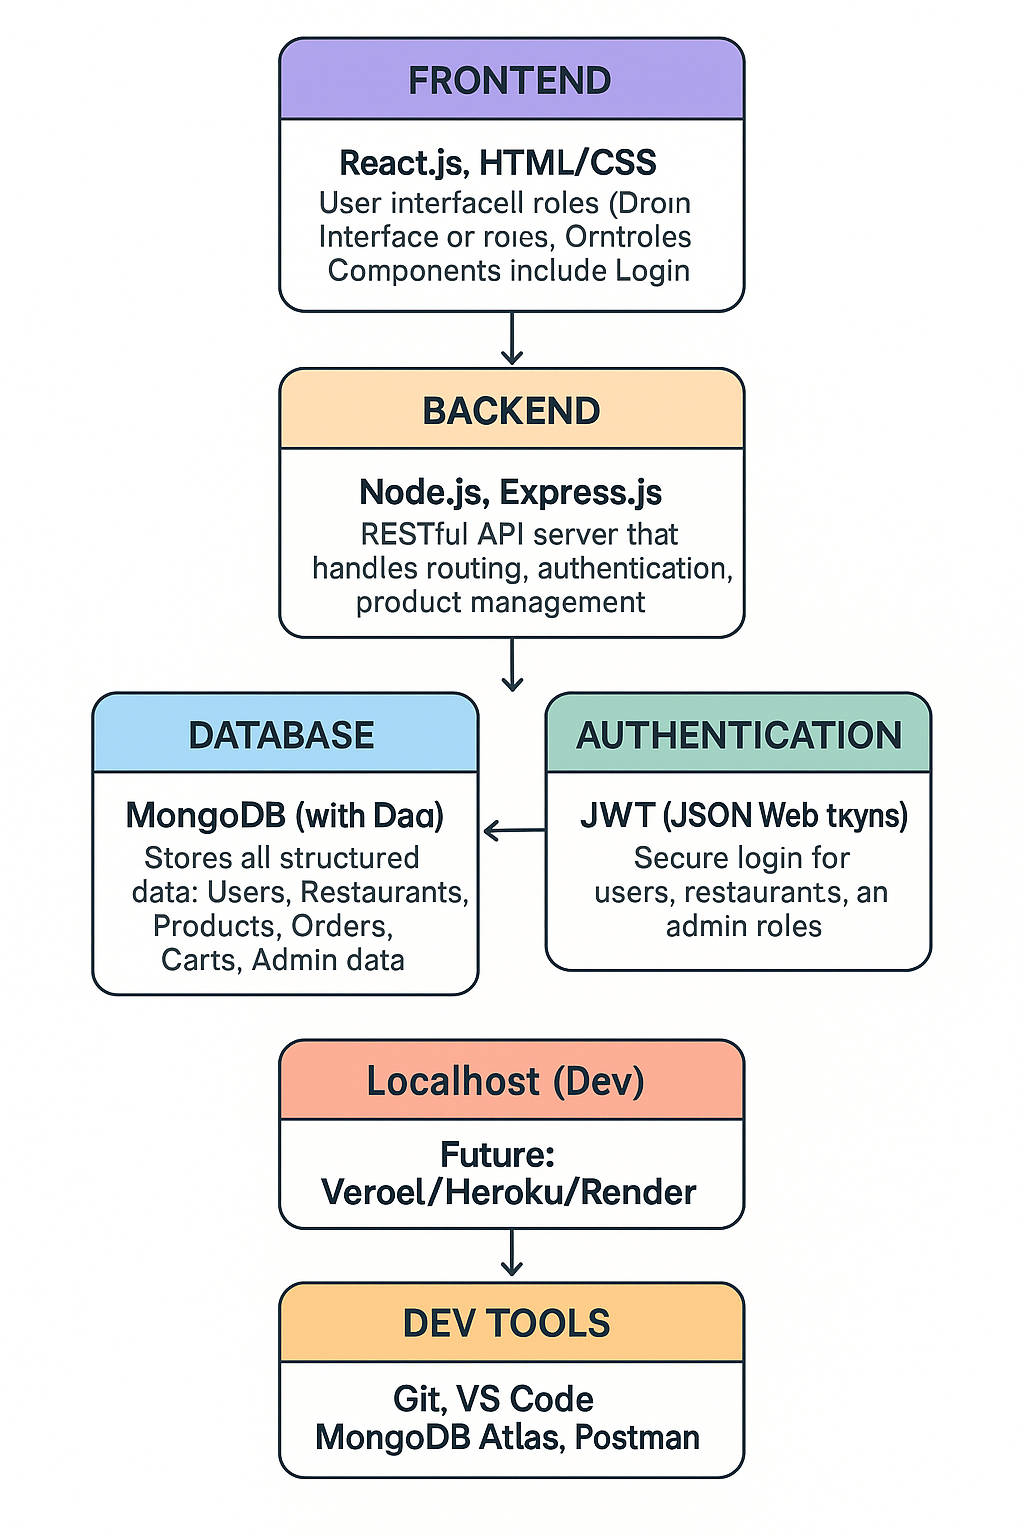 FRONTEND
React.js, HTML/CSS
User interfacell roles (Droın
Interface or roıes, Orntroles
Components include Login
BACKEND
Node.js, Express.js
RESTful API server that
handles routing, authentication,
product management
DATABASE
MongoDB (with Daɑ)
Stores all structured
data: Users, Restaurants,
Products, Orders,
Carts, Admin data
AUTHENTICATION
JWT (JSON Web tκyns)
Secure login for
users, restaurants, an
admin roles
Localhost (Dev)
Future:
Veroel/Heroku/Render
DEV TOOLS
Git, VS Code
MongoDB Atlas, Postman